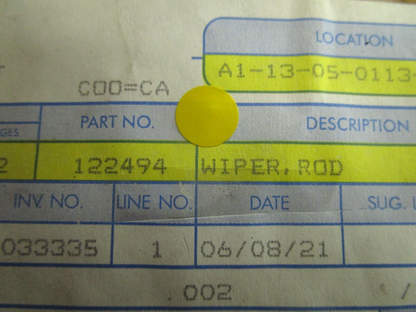 LOCATION
A1-13-05-0113-
COO=CA
GES PART NO. DESCRIPTION
2 122494 WIPER,ROD
INV. NO. LINE NO. DATE SUG. L
033335 1 06/08/21
.002 /